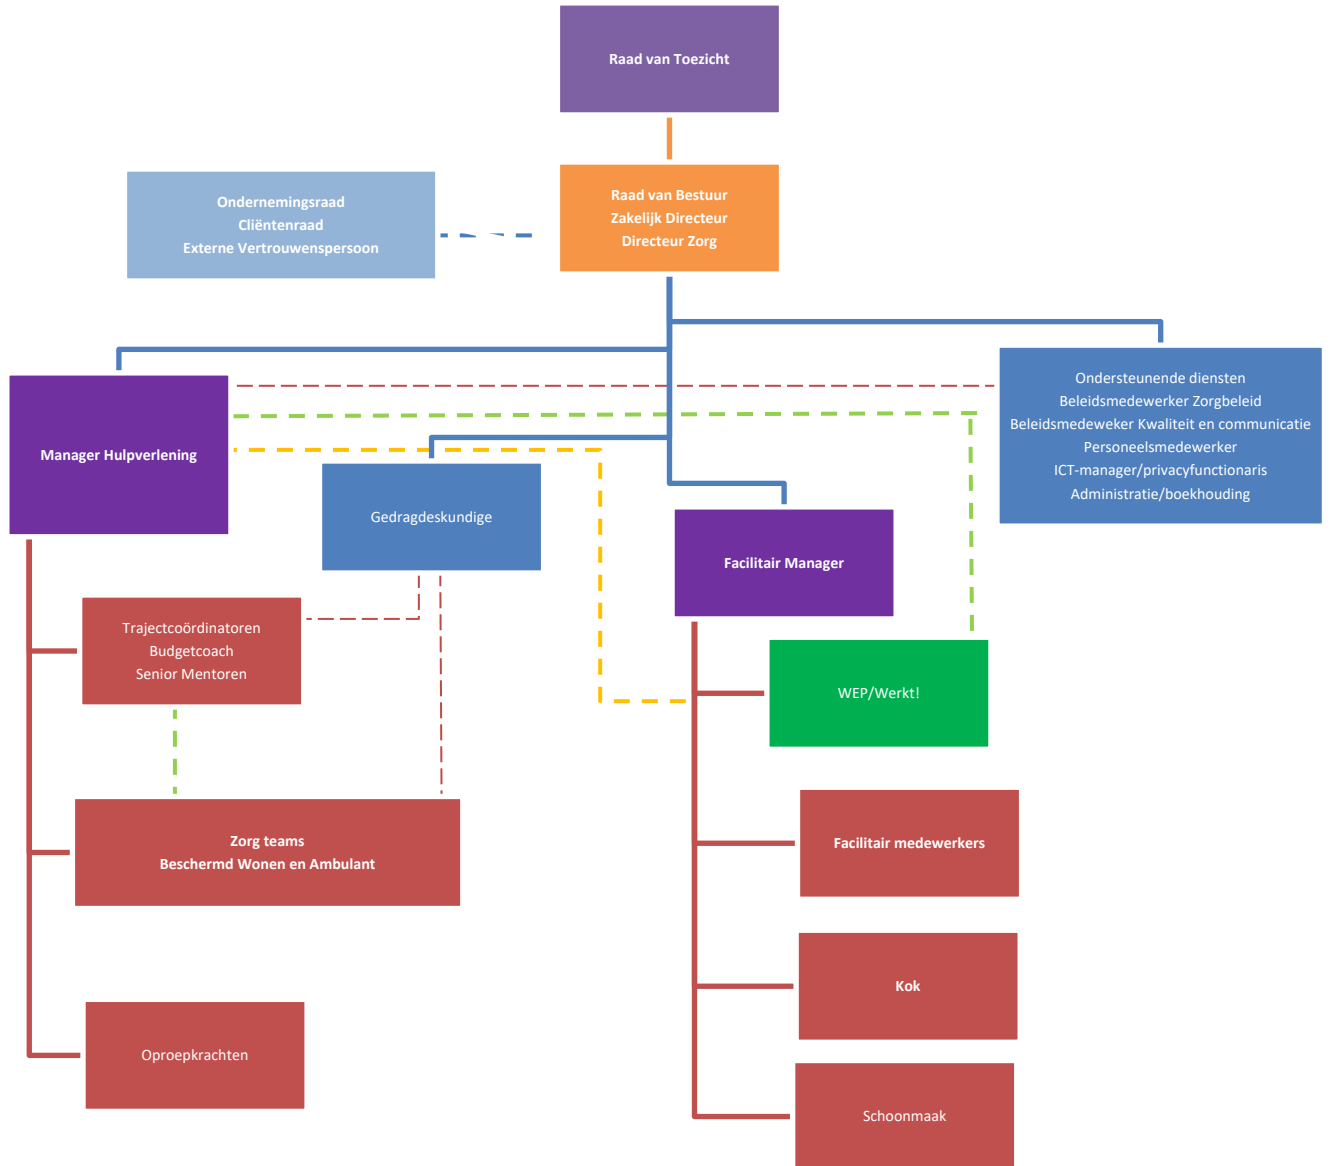 Raad van Toezicht
Ondernemingsraad
Cliëntenraad
Externe Vertrouwenspersoon
Raad van Bestuur
Zakelijk Directeur
Directeur Zorg
Manager Hulpverlening
Gedragdeskundige
Facilitair Manager
Ondersteunende diensten
Beleidsmedewerker Zorgbeleid
Beleidsmedeweker Kwaliteit en communicatie
Personeelsmedewerker
ICT-manager/privacyfunctionaris
Administratie/boekhouding
Trajectcoördinatoren
Budgetcoach
Senior Mentoren
WEP/Werkt!
Zorg teams
Beschermd Wonen en Ambulant
Facilitair medewerkers
Kok
Oproepkrachten
Schoonmaak